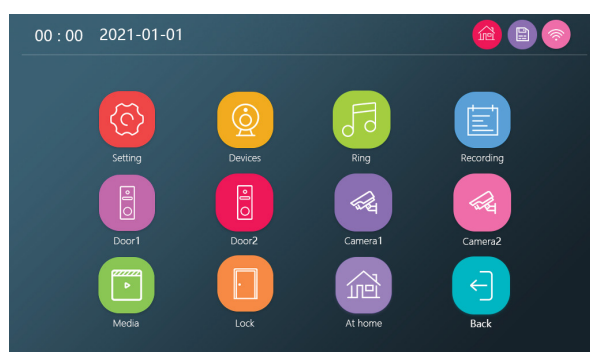 00 : 00 2021-01-01
Setting Devices Ring Recording
Door1 Door2 Camera1 Camera2
Media Lock At home Back